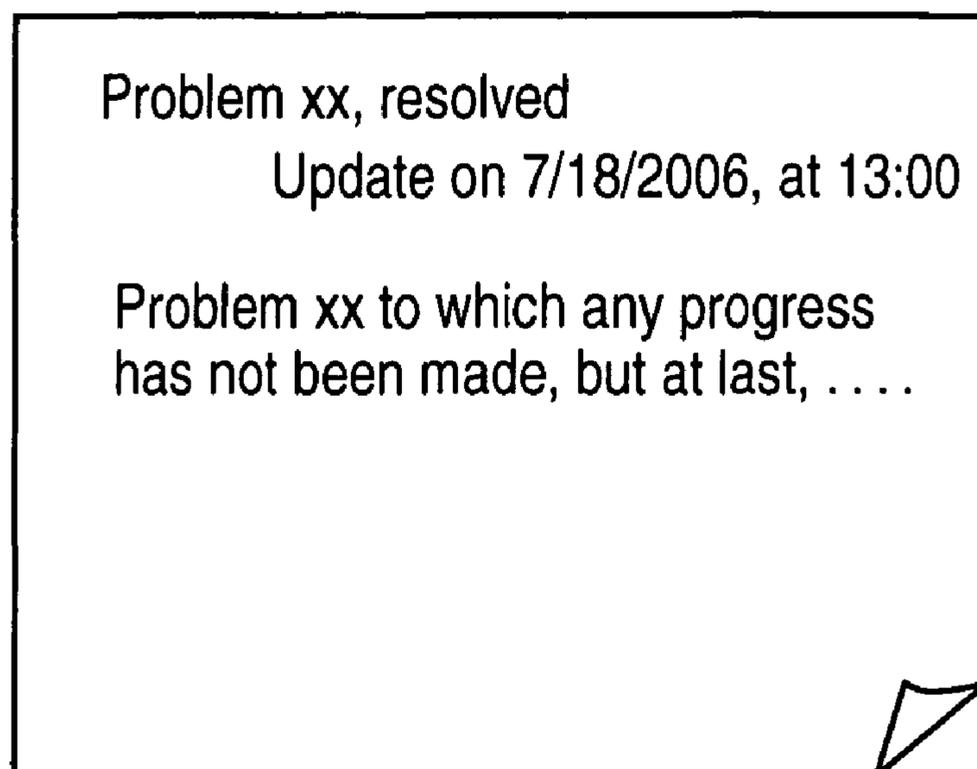 Problem xx, resolved
Update on 7/18/2006, at 13:00
Problem xx to which any progress
has not been made, but at last, . . . .